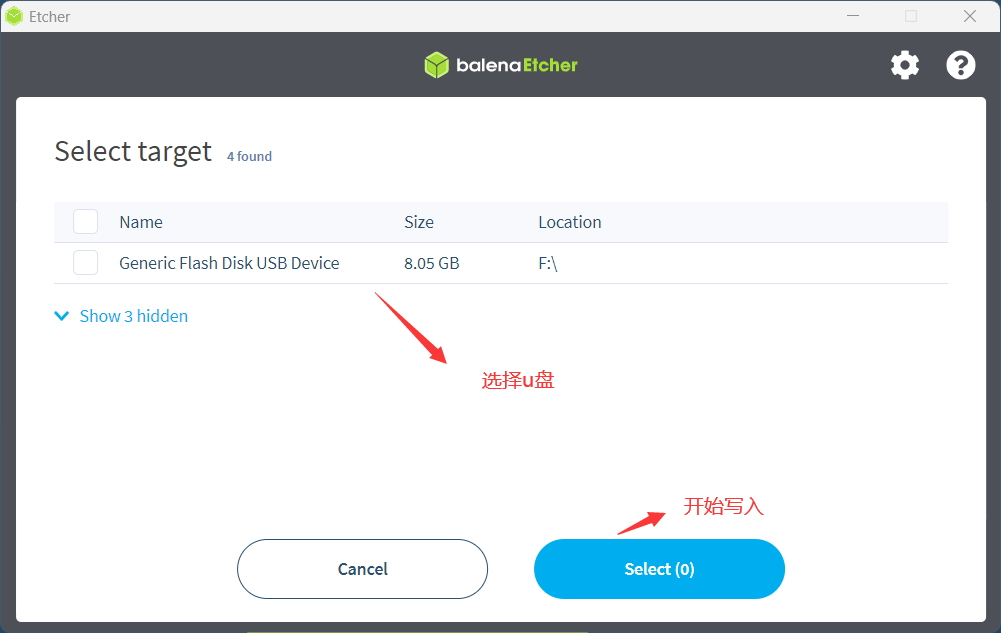 Etcher
balenaEtcher
Select target 4 found
Name Size Location
Generic Flash Disk USB Device 8.05 GB F:\
Show 3 hidden
选择u盘
开始写入
Cancel Select (0)